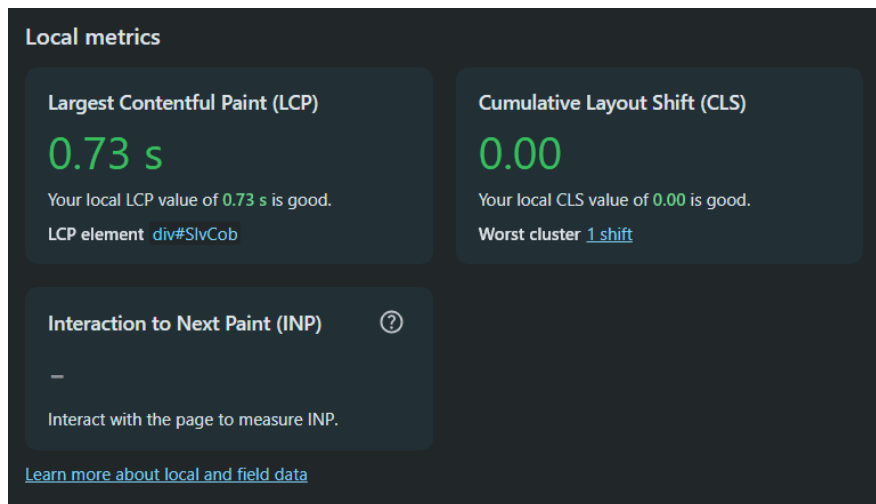 Local metrics
Largest Contentful Paint (LCP)
0.73 s
Your local LCP value of 0.73 s is good.
LCP element div#SlvCob
Cumulative Layout Shift (CLS)
0.00
Your local CLS value of 0.00 is good.
Worst cluster 1 shift
Interaction to Next Paint (INP)
-
Interact with the page to measure INP.
Learn more about local and field data